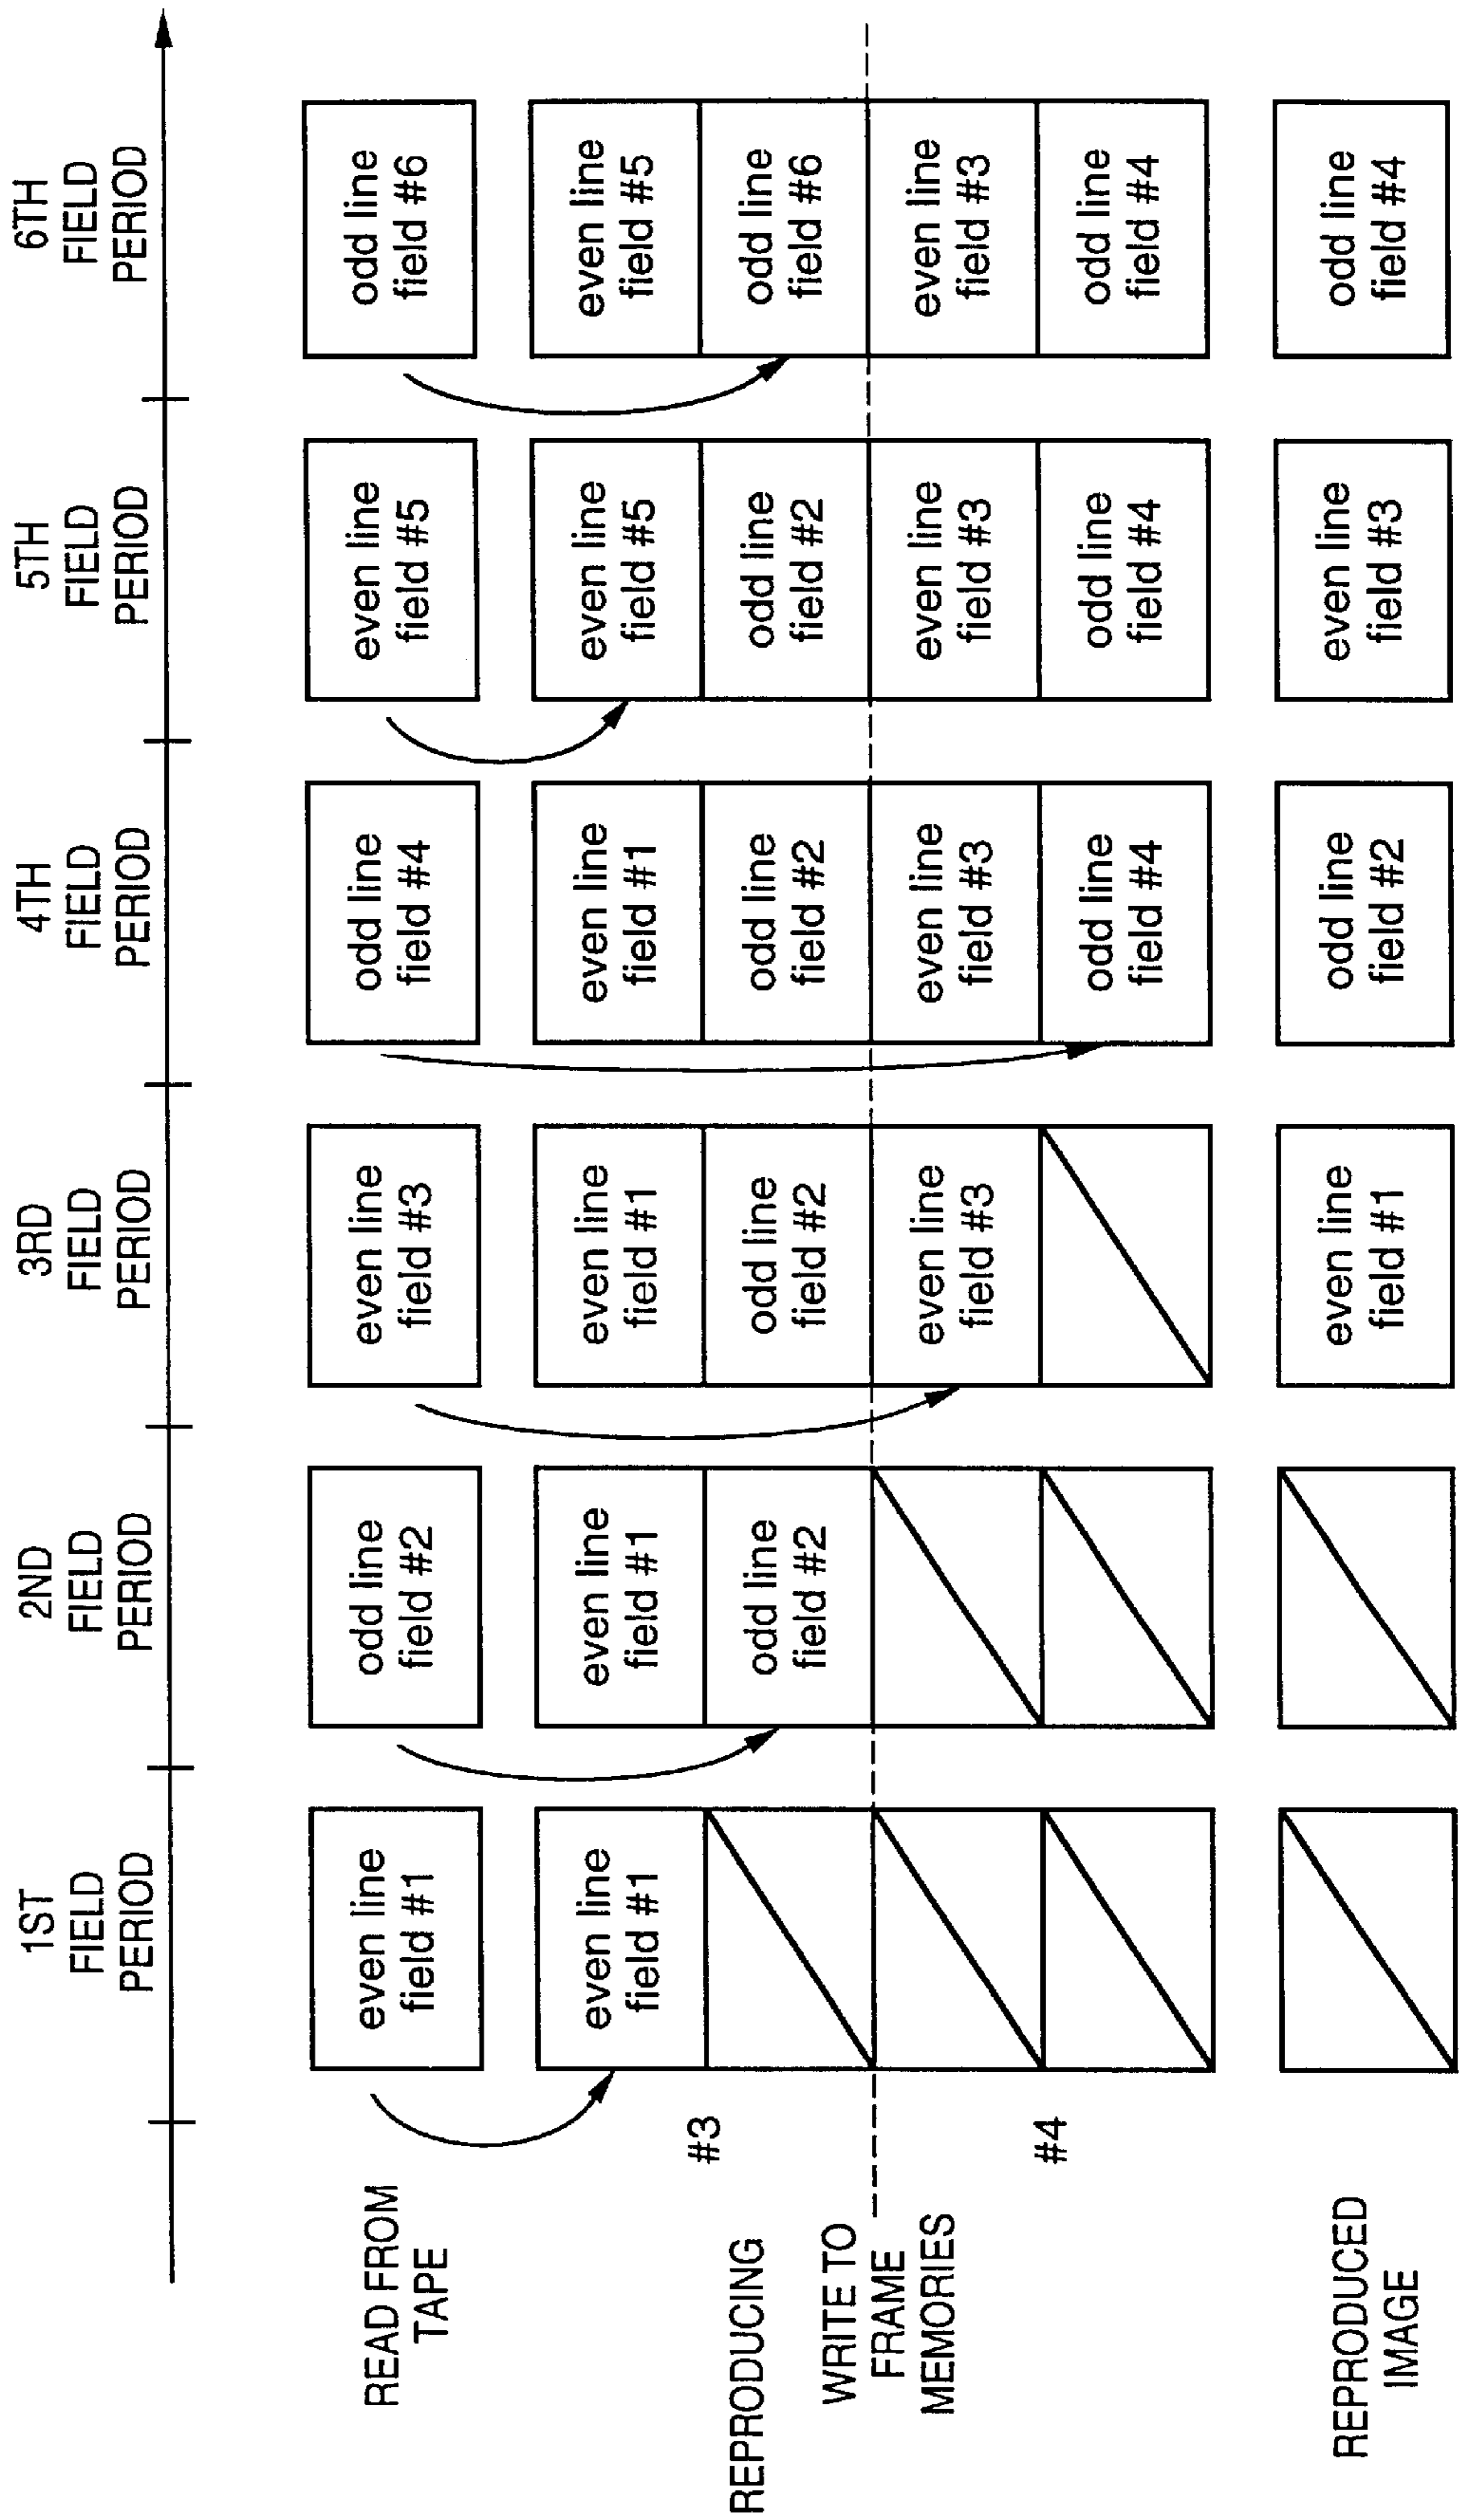 1ST
FIELD
PERIOD
2ND
FIELD
PERIOD
3RD
FIELD
PERIOD
4TH
FIELD
PERIOD
5TH
FIELD
PERIOD
6TH
FIELD
PERIOD
READ FROM
TAPE
even line
field #1
odd line
field #2
even line
field #3
odd line
field #4
even line
field #5
odd line
field #6
REPRODUCING
WRITE TO
FRAME
MEMORIES
#3
even line
field #1
even line
field #1
even line
field #1
even line
field #1
even line
field #5
even line
field #5
odd line
field #2
odd line
field #2
odd line
field #2
odd line
field #2
odd line
field #6
#4
even line
field #3
even line
field #3
even line
field #3
even line
field #3
odd line
field #4
odd line
field #4
odd line
field #4
REPRODUCED
IMAGE
even line
field #1
odd line
field #2
even line
field #3
odd line
field #4